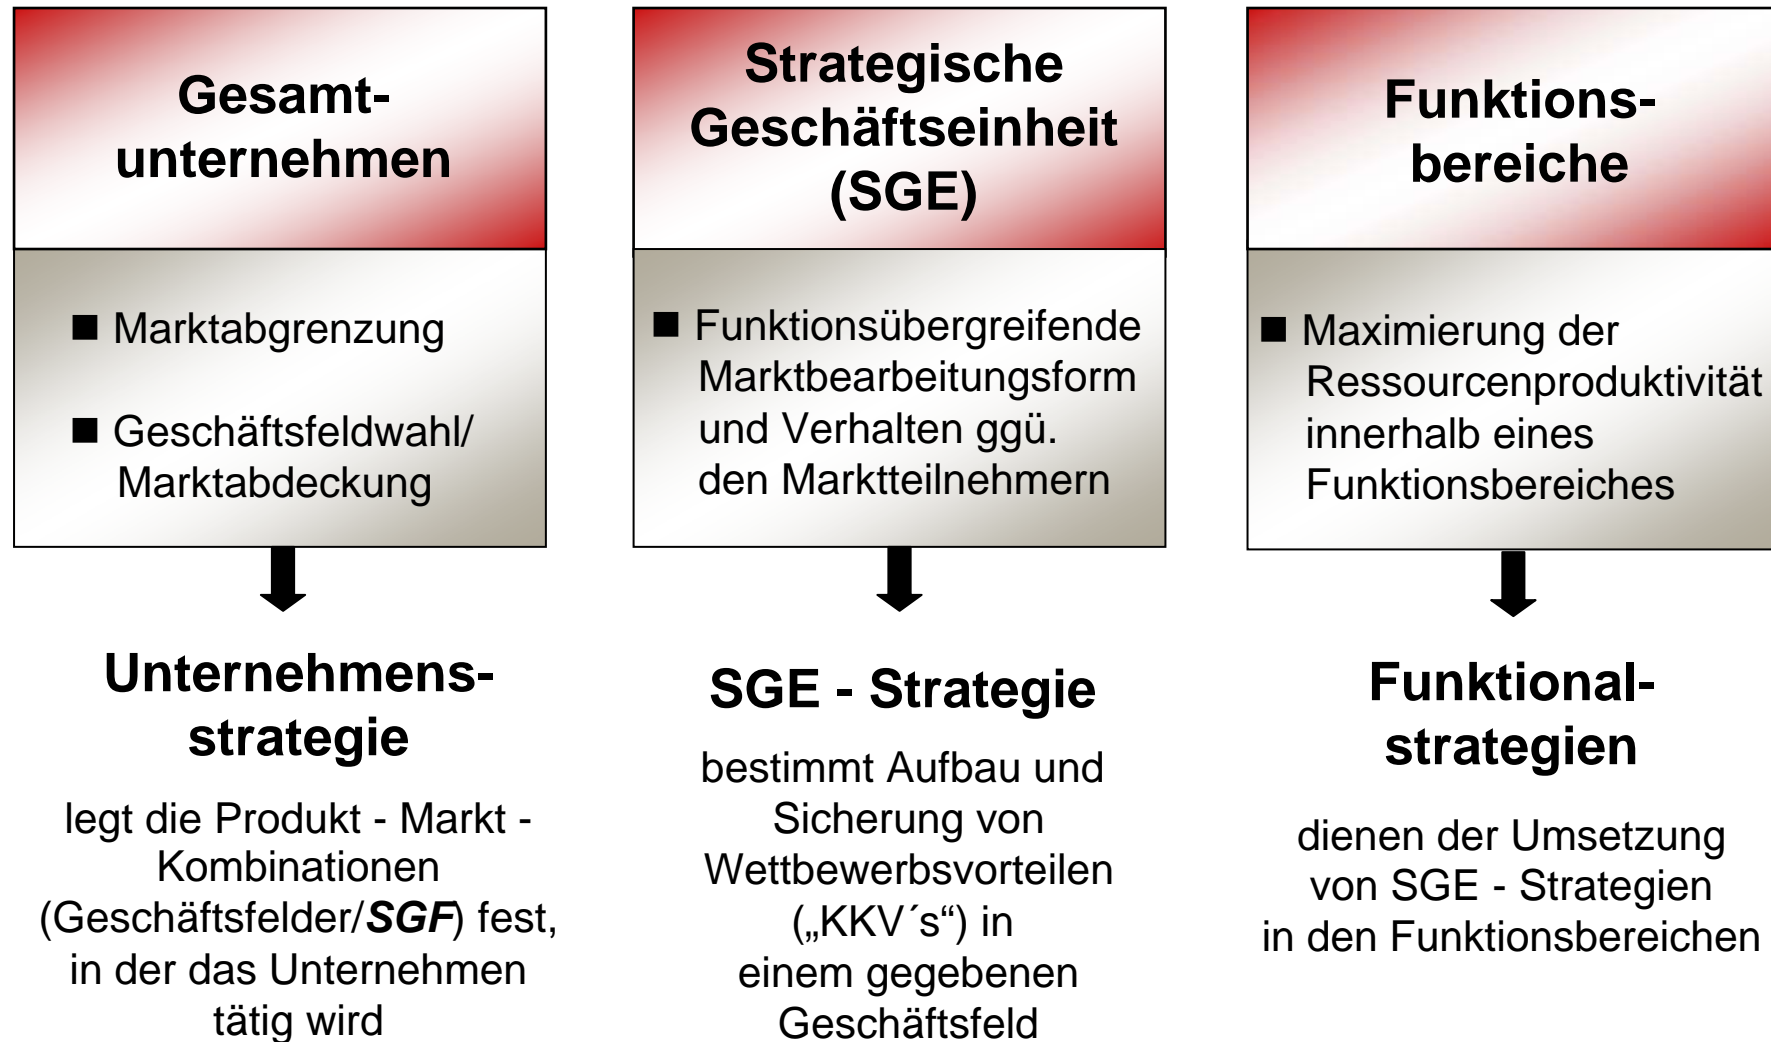 Gesamt-
unternehmen
■ Marktabgrenzung
■ Geschäftsfeldwahl/
Marktabdeckung
Unternehmens-
strategie
legt die Produkt - Markt -
Kombinationen
(Geschäftsfelder/SGF) fest,
in der das Unternehmen
tätig wird
Strategische
Geschäftseinheit
(SGE)
■ Funktionsübergreifende
Marktbearbeitungsform
und Verhalten ggü.
den Marktteilnehmern
SGE - Strategie
bestimmt Aufbau und
Sicherung von
Wettbewerbsvorteilen
(„KKV´s“) in
einem gegebenen
Geschäftsfeld
Funktions-
bereiche
■ Maximierung der
Ressourcenproduktivität
innerhalb eines
Funktionsbereiches
Funktional-
strategien
dienen der Umsetzung
von SGE - Strategien
in den Funktionsbereichen